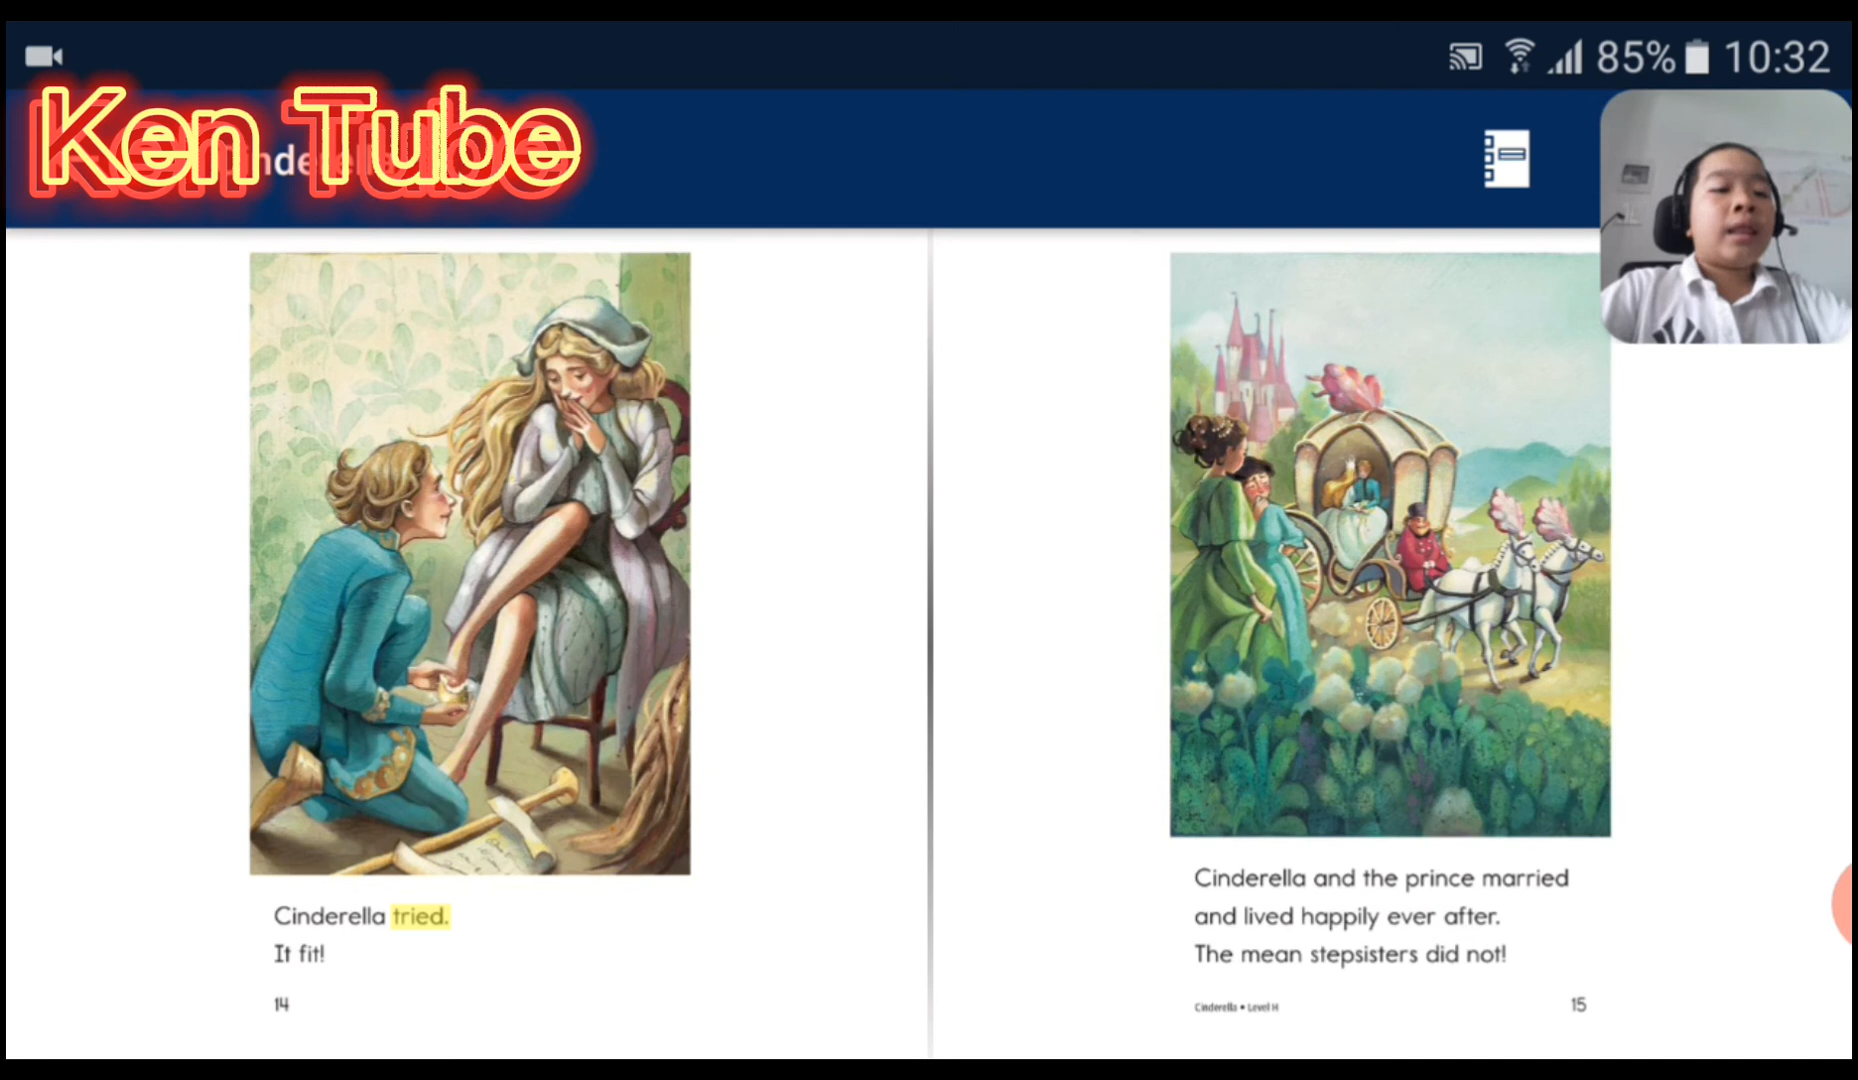 85% 10:32
Ken Tube
Cinderella
Cinderella tried.
It fit!
14
Cinderella and the prince married
and lived happily ever after.
The mean stepsisters did not!
Cinderella • Level H
15